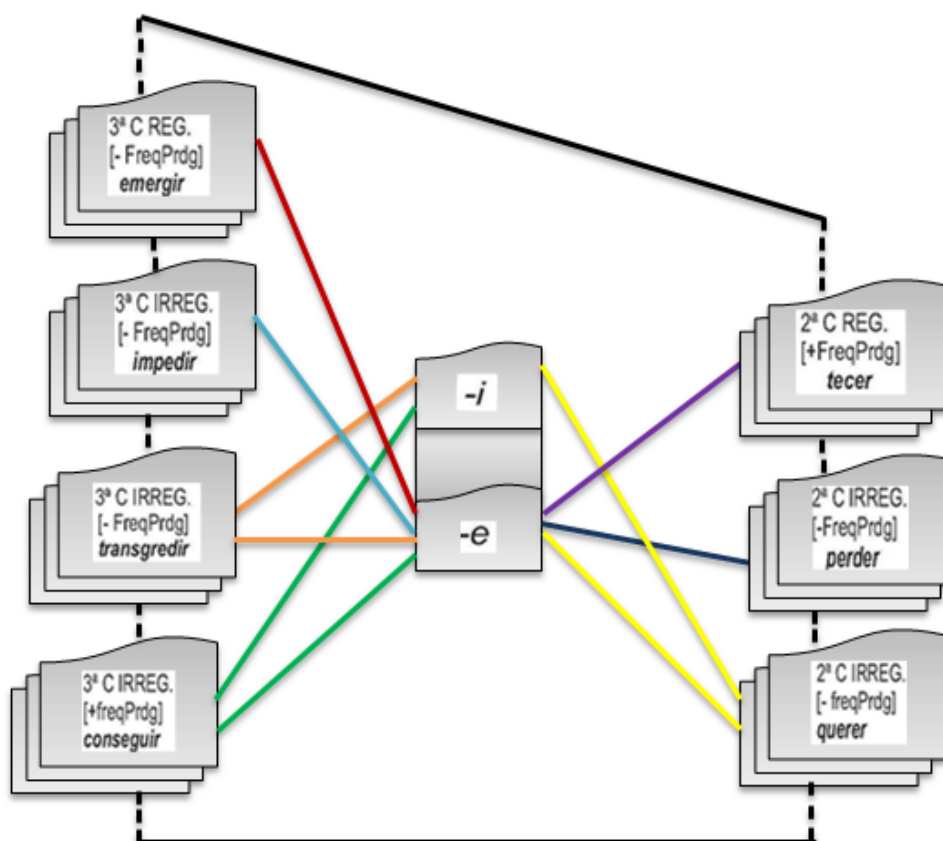 3ª C REG.
[- FreqPrdg]
emergir
3ª C IRREG.
[- FreqPrdg]
impedir
3ª C IRREG.
[- FreqPrdg]
transgredir
3ª C IRREG.
[+freqPrdg]
conseguir
-i
-e
2ª C REG.
[+FreqPrdg]
tecer
2ª C IRREG.
[-FreqPrdg]
perder
2ª C IRREG.
[- freqPrdg]
querer